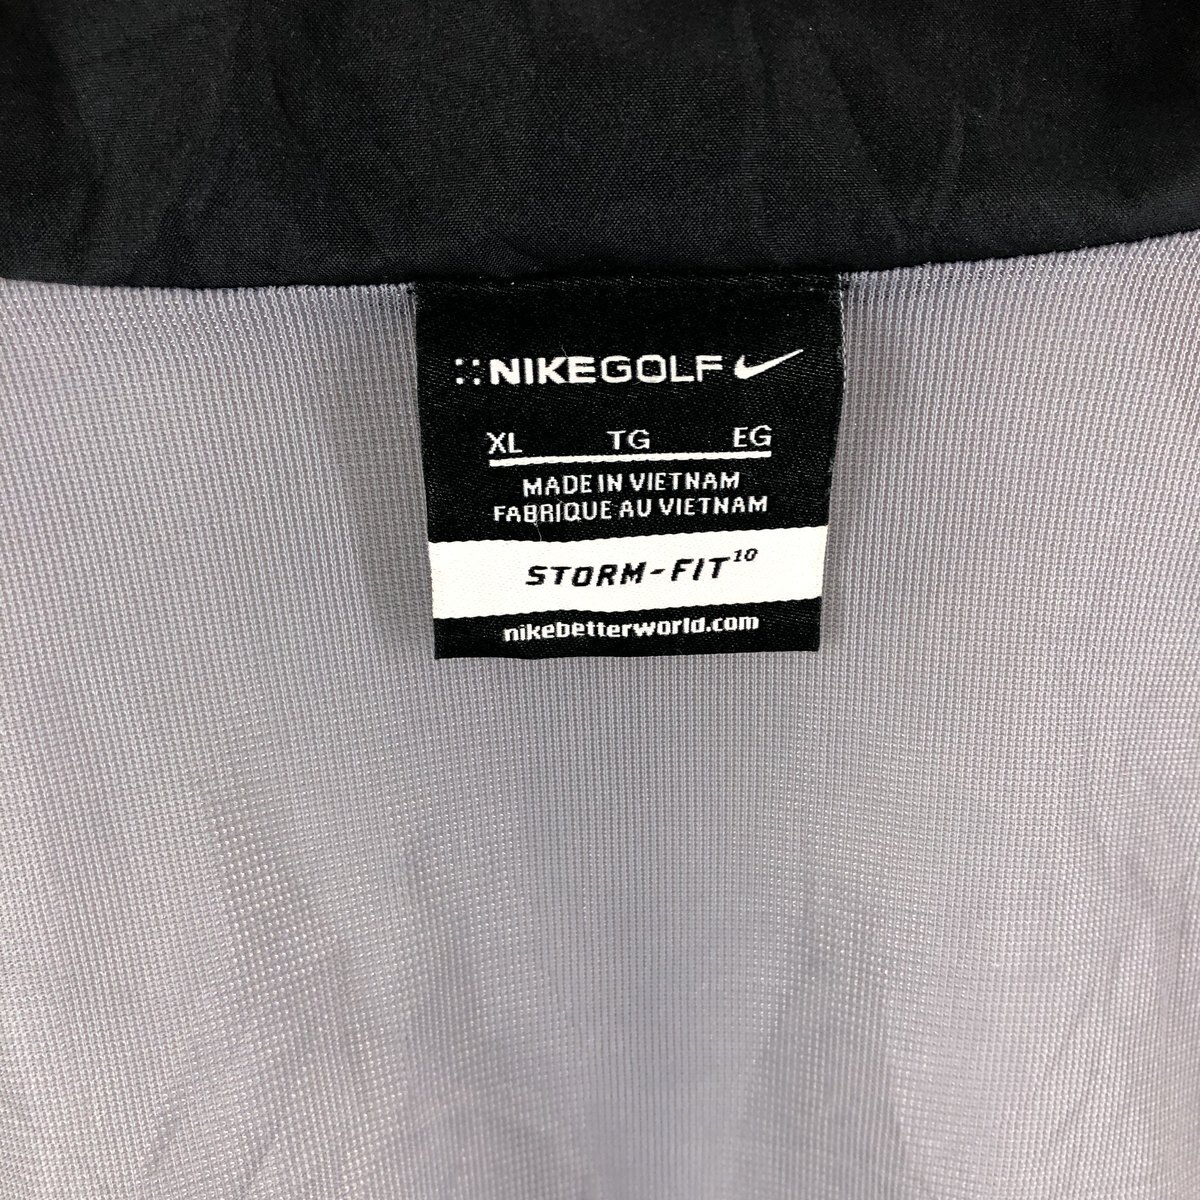 NIKEGOLF
XL TG EG
MADE IN VIETNAM
FABRIQUE AU VIETNAM
STORM-FIT¹⁰
nikebetterworld.com